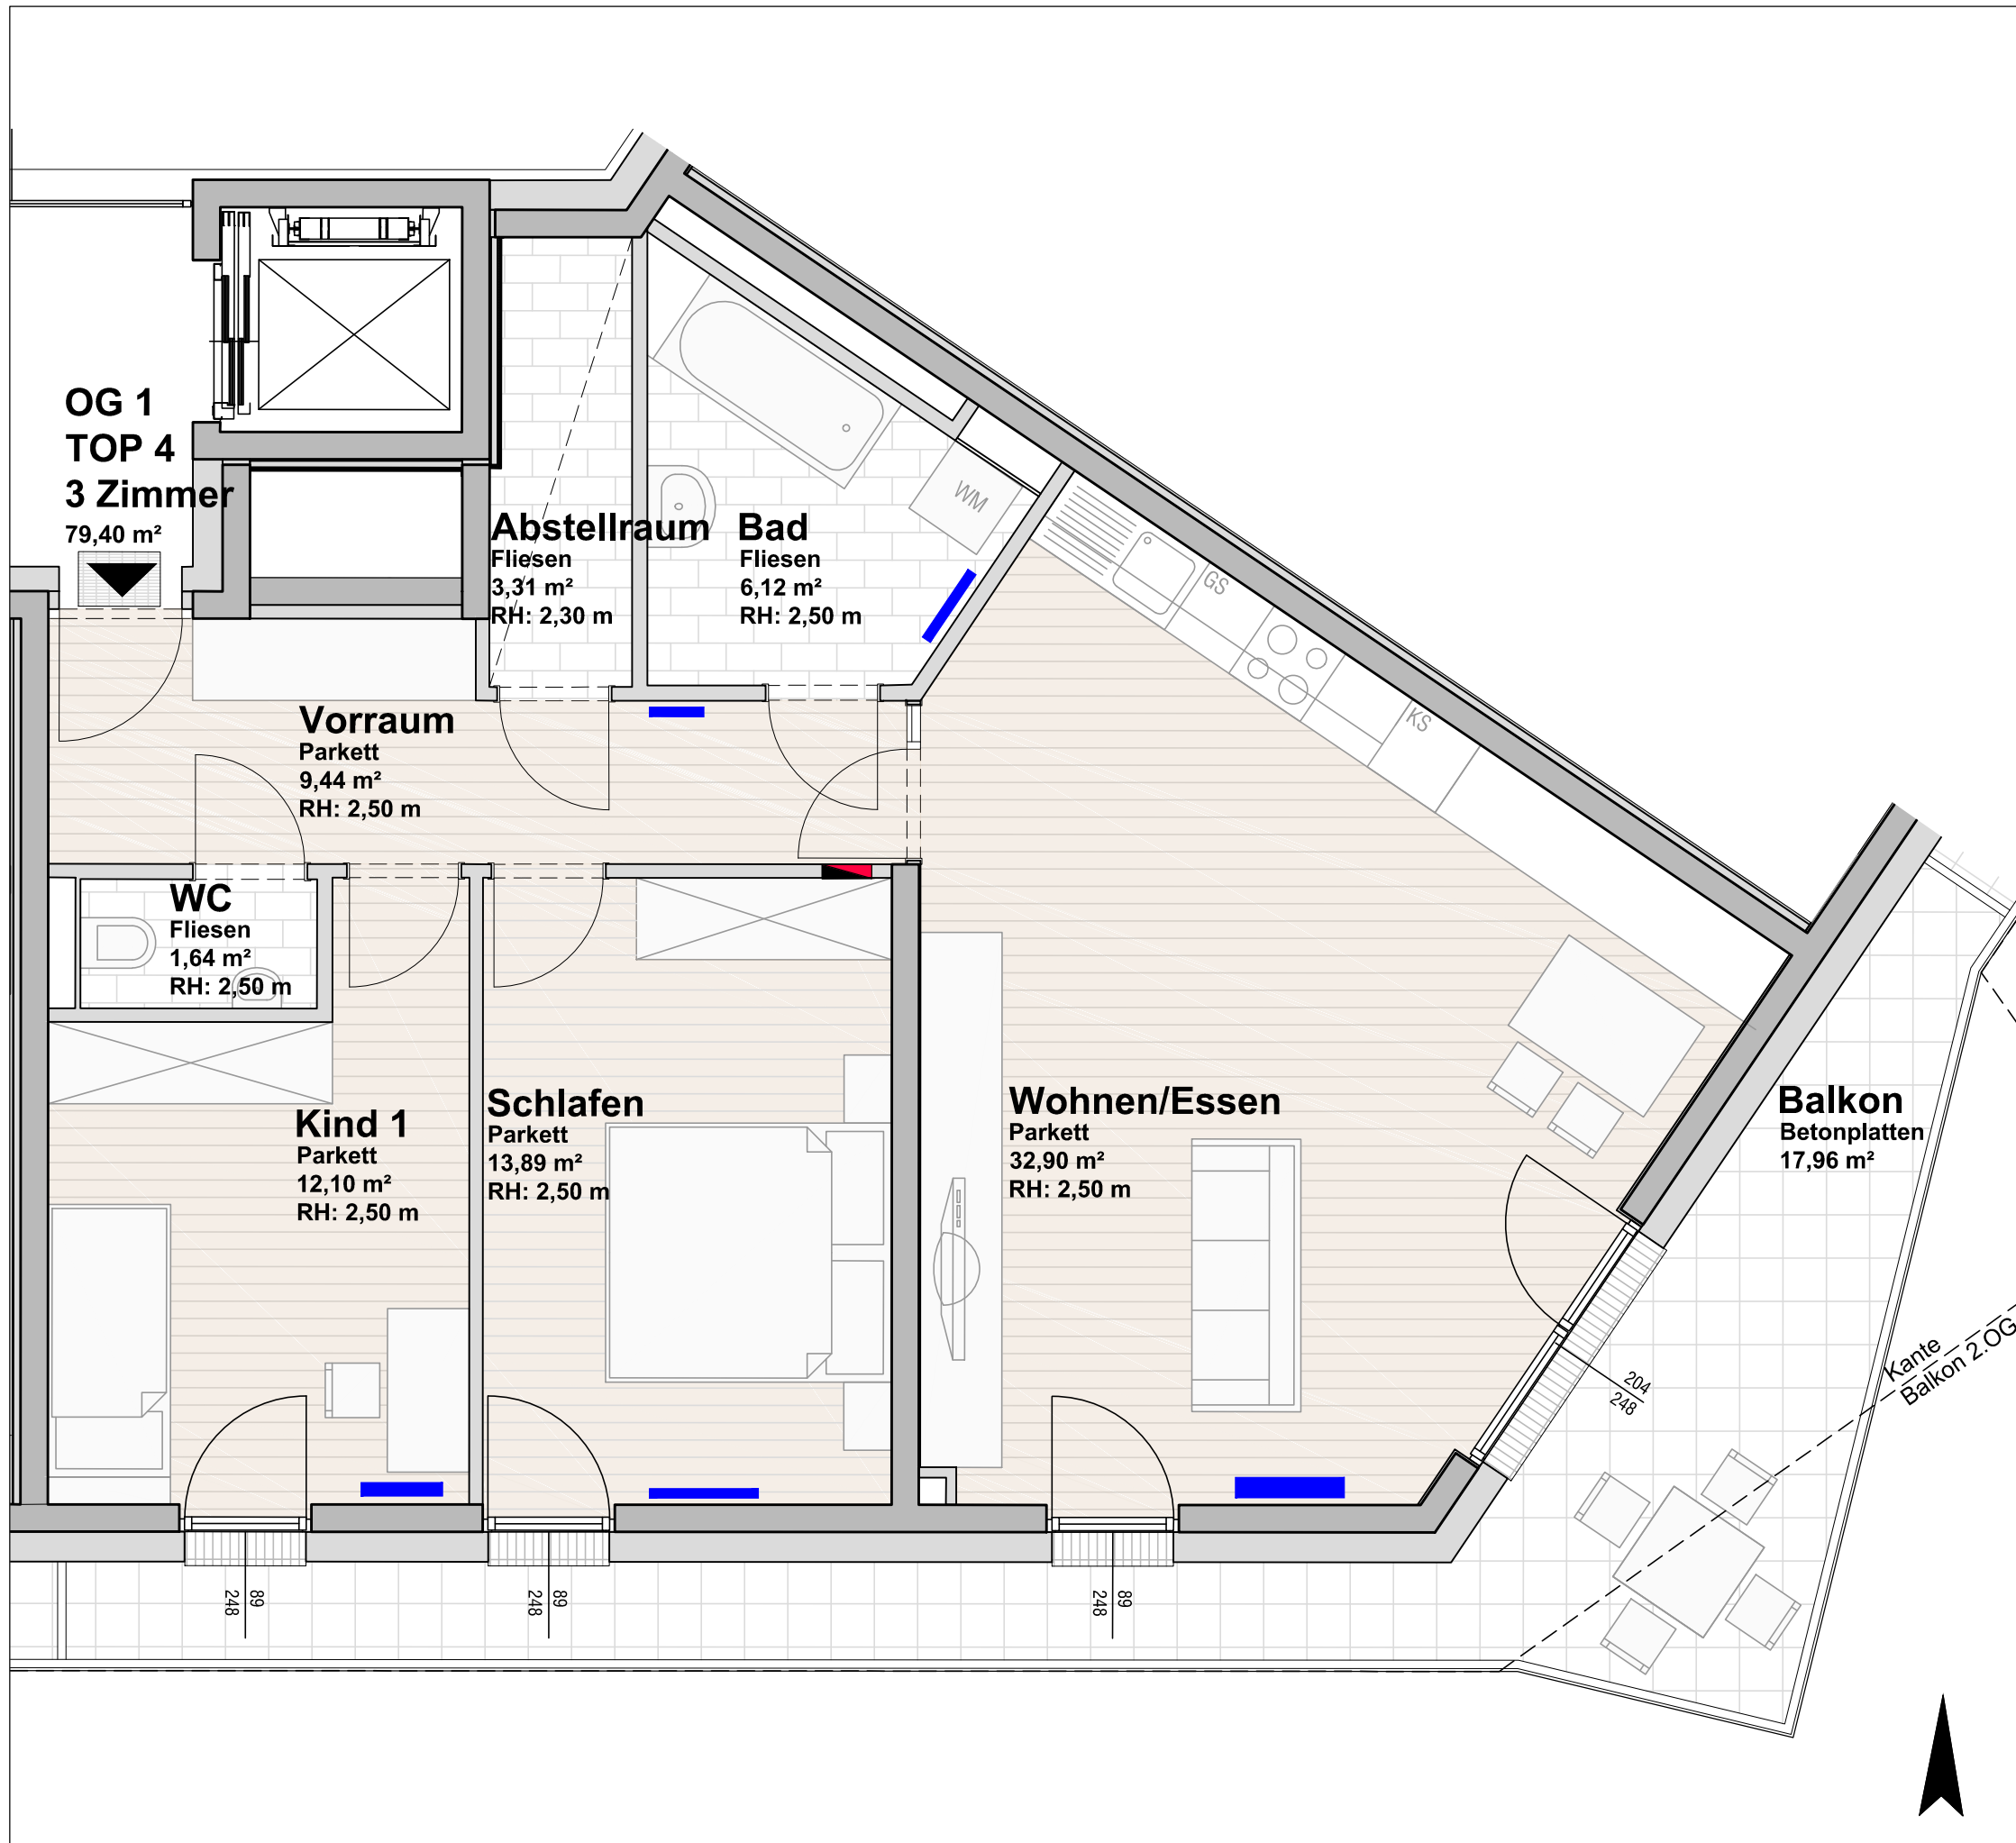 OG 1
TOP 4
3 Zimmer
79,40 m²
Abstellraum
Fliesen
3,31 m²
RH: 2,30 m
Bad
Fliesen
6,12 m²
RH: 2,50 m
WM
GS
KS
Vorraum
Parkett
9,44 m²
RH: 2,50 m
WC
Fliesen
1,64 m²
RH: 2,50 m
Kind 1
Parkett
12,10 m²
RH: 2,50 m
Schlafen
Parkett
13,89 m²
RH: 2,50 m
Wohnen/Essen
Parkett
32,90 m²
RH: 2,50 m
Balkon
Betonplatten
17,96 m²
Kante
Balkon 2.OG
204
248
89
248
89
248
89
248